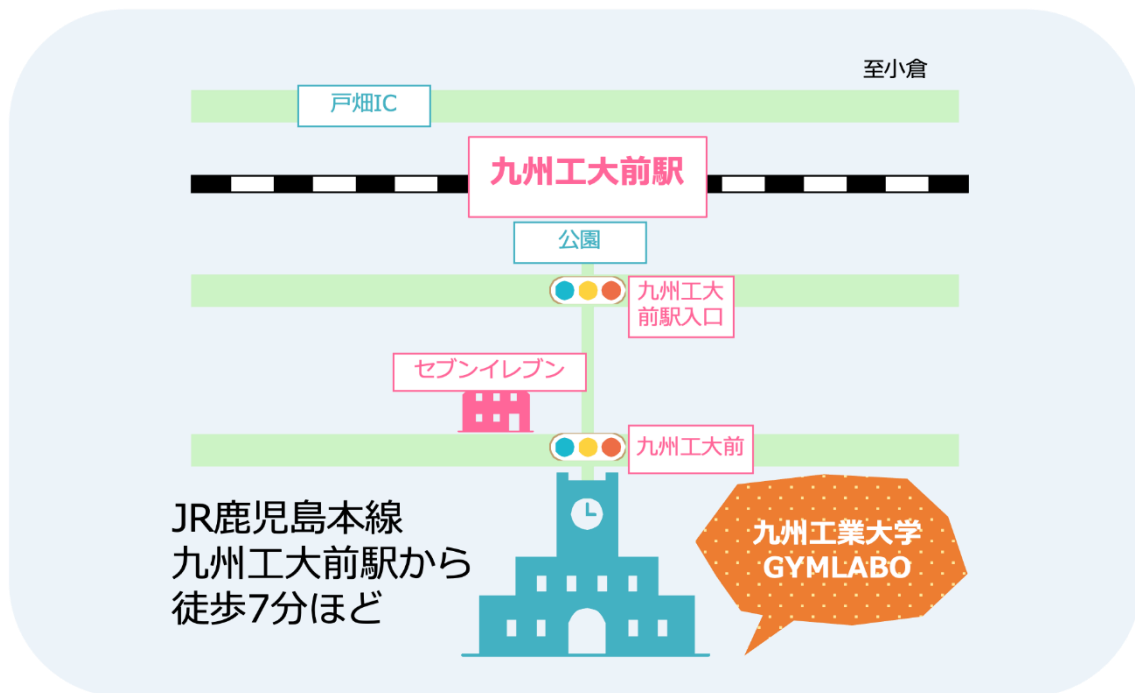 至小倉
戸畑IC
九州工大前駅
公園
九州工大
前駅入口
セブンイレブン
九州工大前
JR鹿児島本線
九州工大前駅から
徒歩7分ほど
九州工業大学
GYMLABO